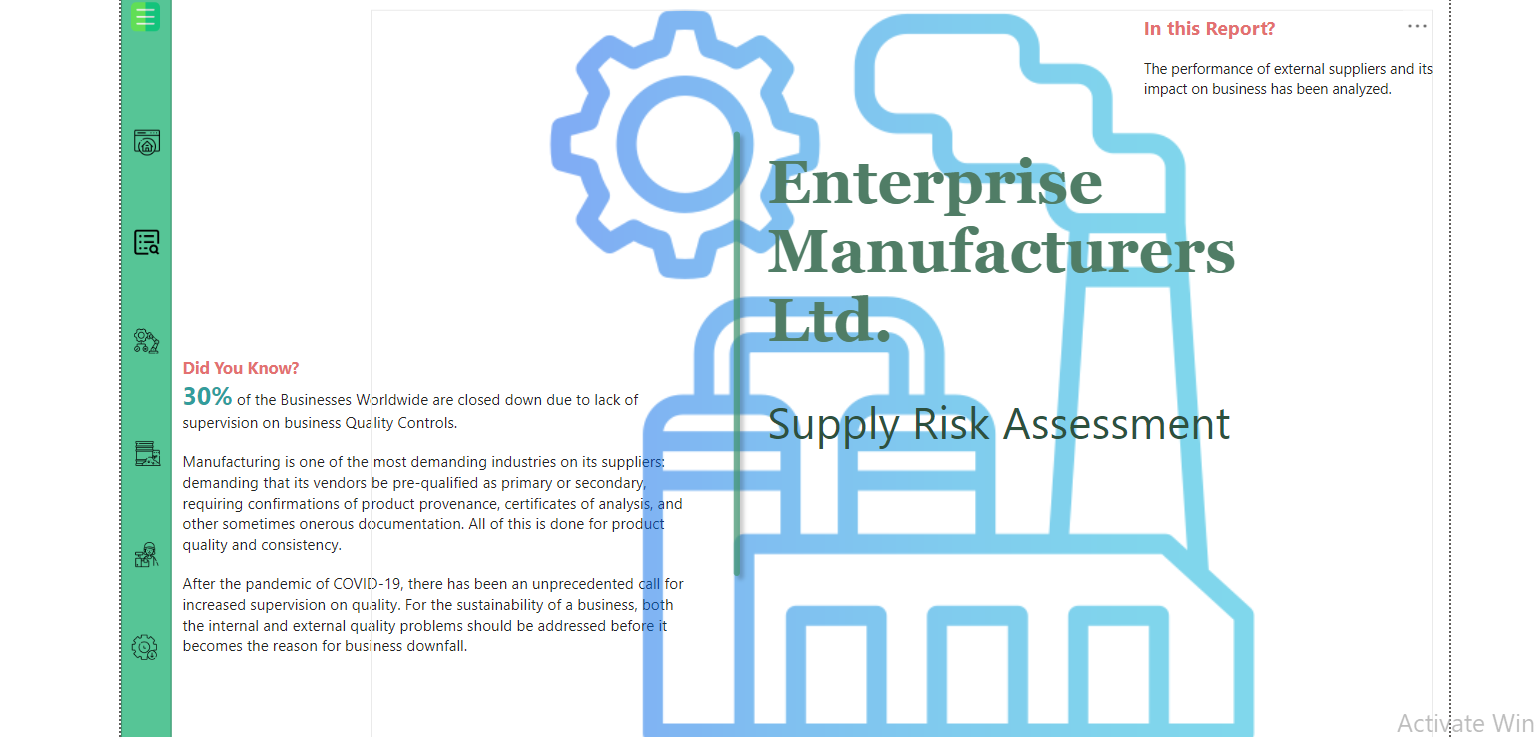 In this Report?
The performance of external suppliers and its
impact on business has been analyzed.
Enterprise
Manufacturers
Ltd.
Supply Risk Assessment
Did You Know?
30% of the Businesses Worldwide are closed down due to lack of
supervision on business Quality Controls.
Manufacturing is one of the most demanding industries on its suppliers:
demanding that its vendors be pre-qualified as primary or secondary,
requiring confirmations of product provenance, certificates of analysis, and
other sometimes onerous documentation. All of this is done for product
quality and consistency.
After the pandemic of COVID-19, there has been an unprecedented call for
increased supervision on quality. For the sustainability of a business, both
the internal and external quality problems should be addressed before it
becomes the reason for business downfall.
Activate Win